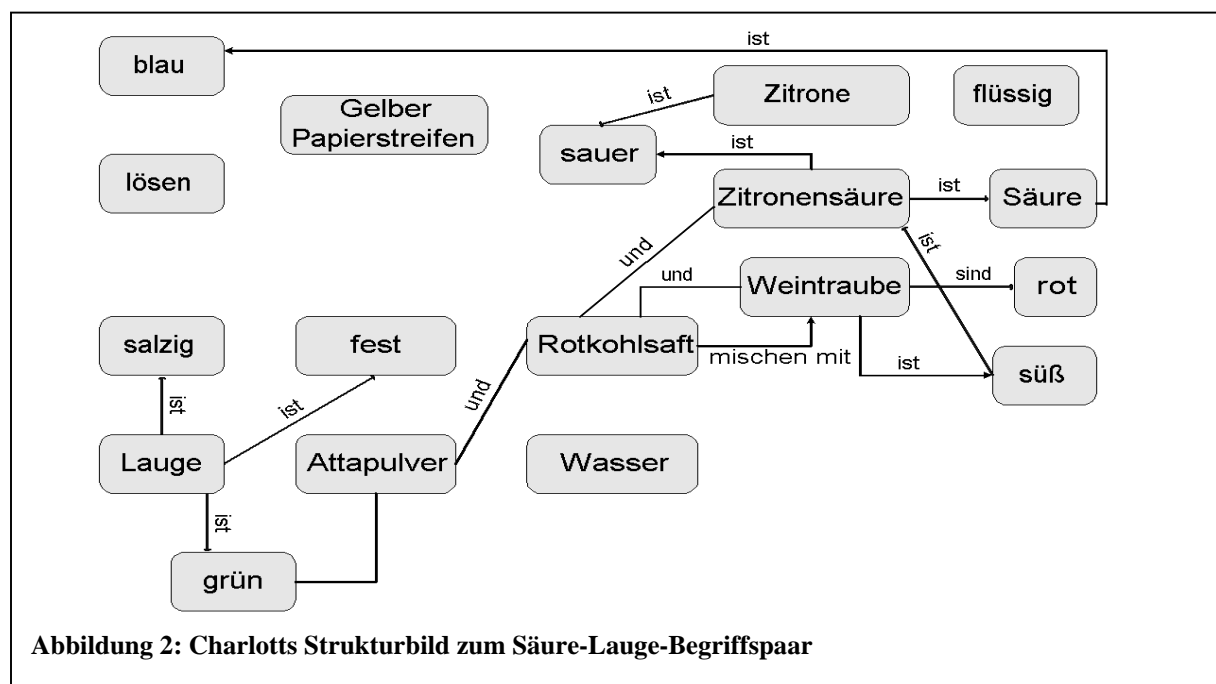 ist
blau
Zitrone
flüssig
ist
Gelber
Papierstreifen
sauer
ist
lösen
Zitronensäure
ist
Säure
und
ist
und
Weintraube
sind
rot
salzig
fest
Rotkohlsaft
mischen mit
ist
süß
ist
ist
und
Lauge
Attapulver
Wasser
ist
grün
Abbildung 2: Charlotts Strukturbild zum Säure-Lauge-Begriffspaar